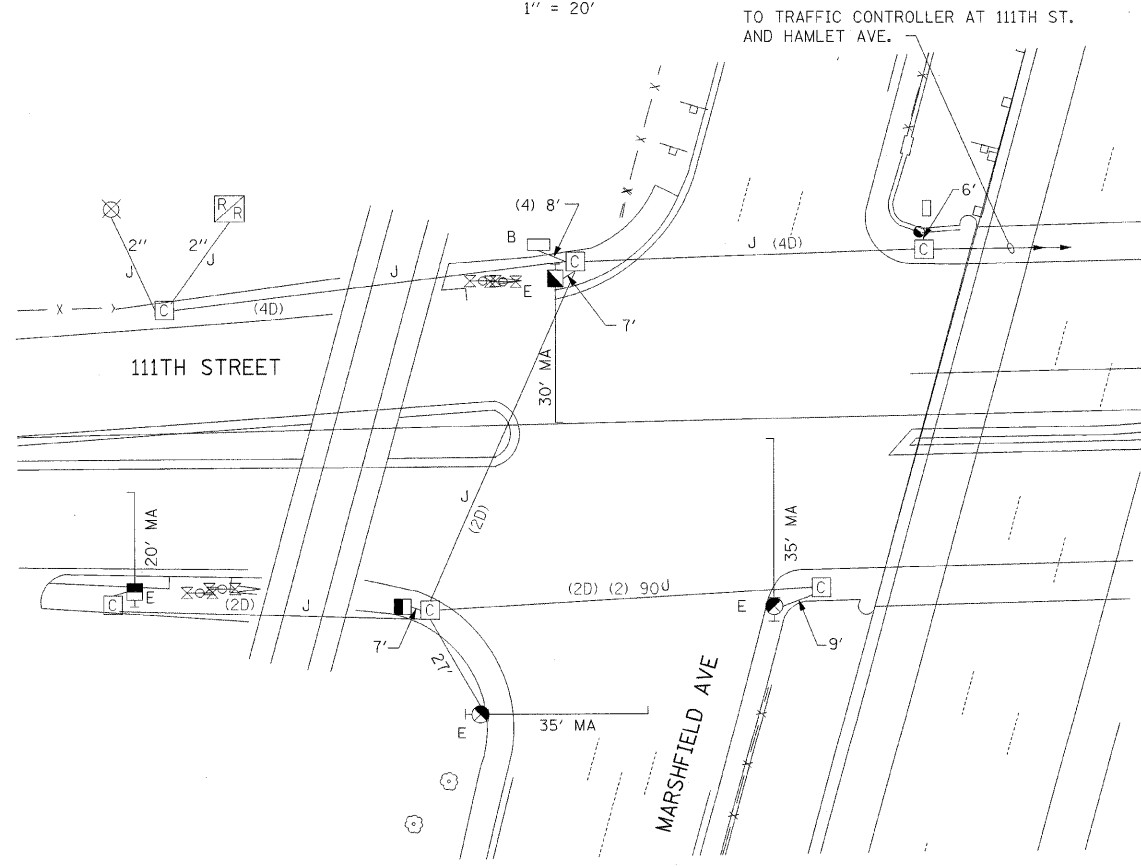 1" = 20'
TO TRAFFIC CONTROLLER AT 111TH ST.
AND HAMLET AVE.
6'
R/R
(4) 8'
B
2"
2"
J
J
J
J (4D)
C
C
X
C
(4D)
E
7'
111TH STREET
30' MA
J
(2D)
20' MA
35' MA
C
E
(2D)
J
C
(2D) (2) 90'
J
C
E
7'
9'
27'
35' MA
E
MARSHFIELD AVE